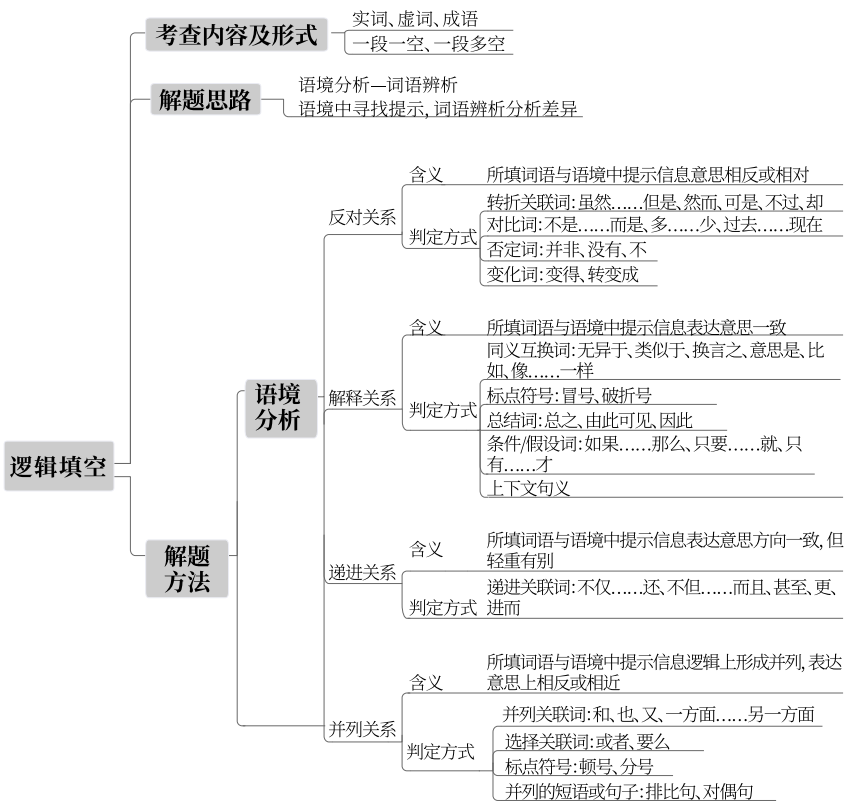 逻辑填空
考查内容及形式
实词、虚词、成语
一段一空、一段多空
解题思路
语境分析—词语辨析
语境中寻找提示,词语辨析分析差异
解题
方法
语境
分析
反对关系
含义
所填词语与语境中提示信息意思相反或相对
判定方式
转折关联词:虽然……但是、然而、可是、不过、却
对比词:不是……而是、多……少、过去……现在
否定词:并非、没有、不
变化词:变得、转变成
解释关系
含义
所填词语与语境中提示信息表达意思一致
判定方式
同义互换词:无异于、类似于、换言之、意思是、比
如、像……一样
标点符号:冒号、破折号
总结词:总之、由此可见、因此
条件/假设词:如果……那么、只要……就、只
有……才
上下文句义
递进关系
含义
所填词语与语境中提示信息表达意思方向一致,但
轻重有别
判定方式
递进关联词:不仅……还、不但……而且、甚至、更、
进而
并列关系
含义
所填词语与语境中提示信息逻辑上形成并列,表达
意思上相反或相近
判定方式
并列关联词:和、也、又、一方面……另一方面
选择关联词:或者、要么
标点符号:顿号、分号
并列的短语或句子:排比句、对偶句